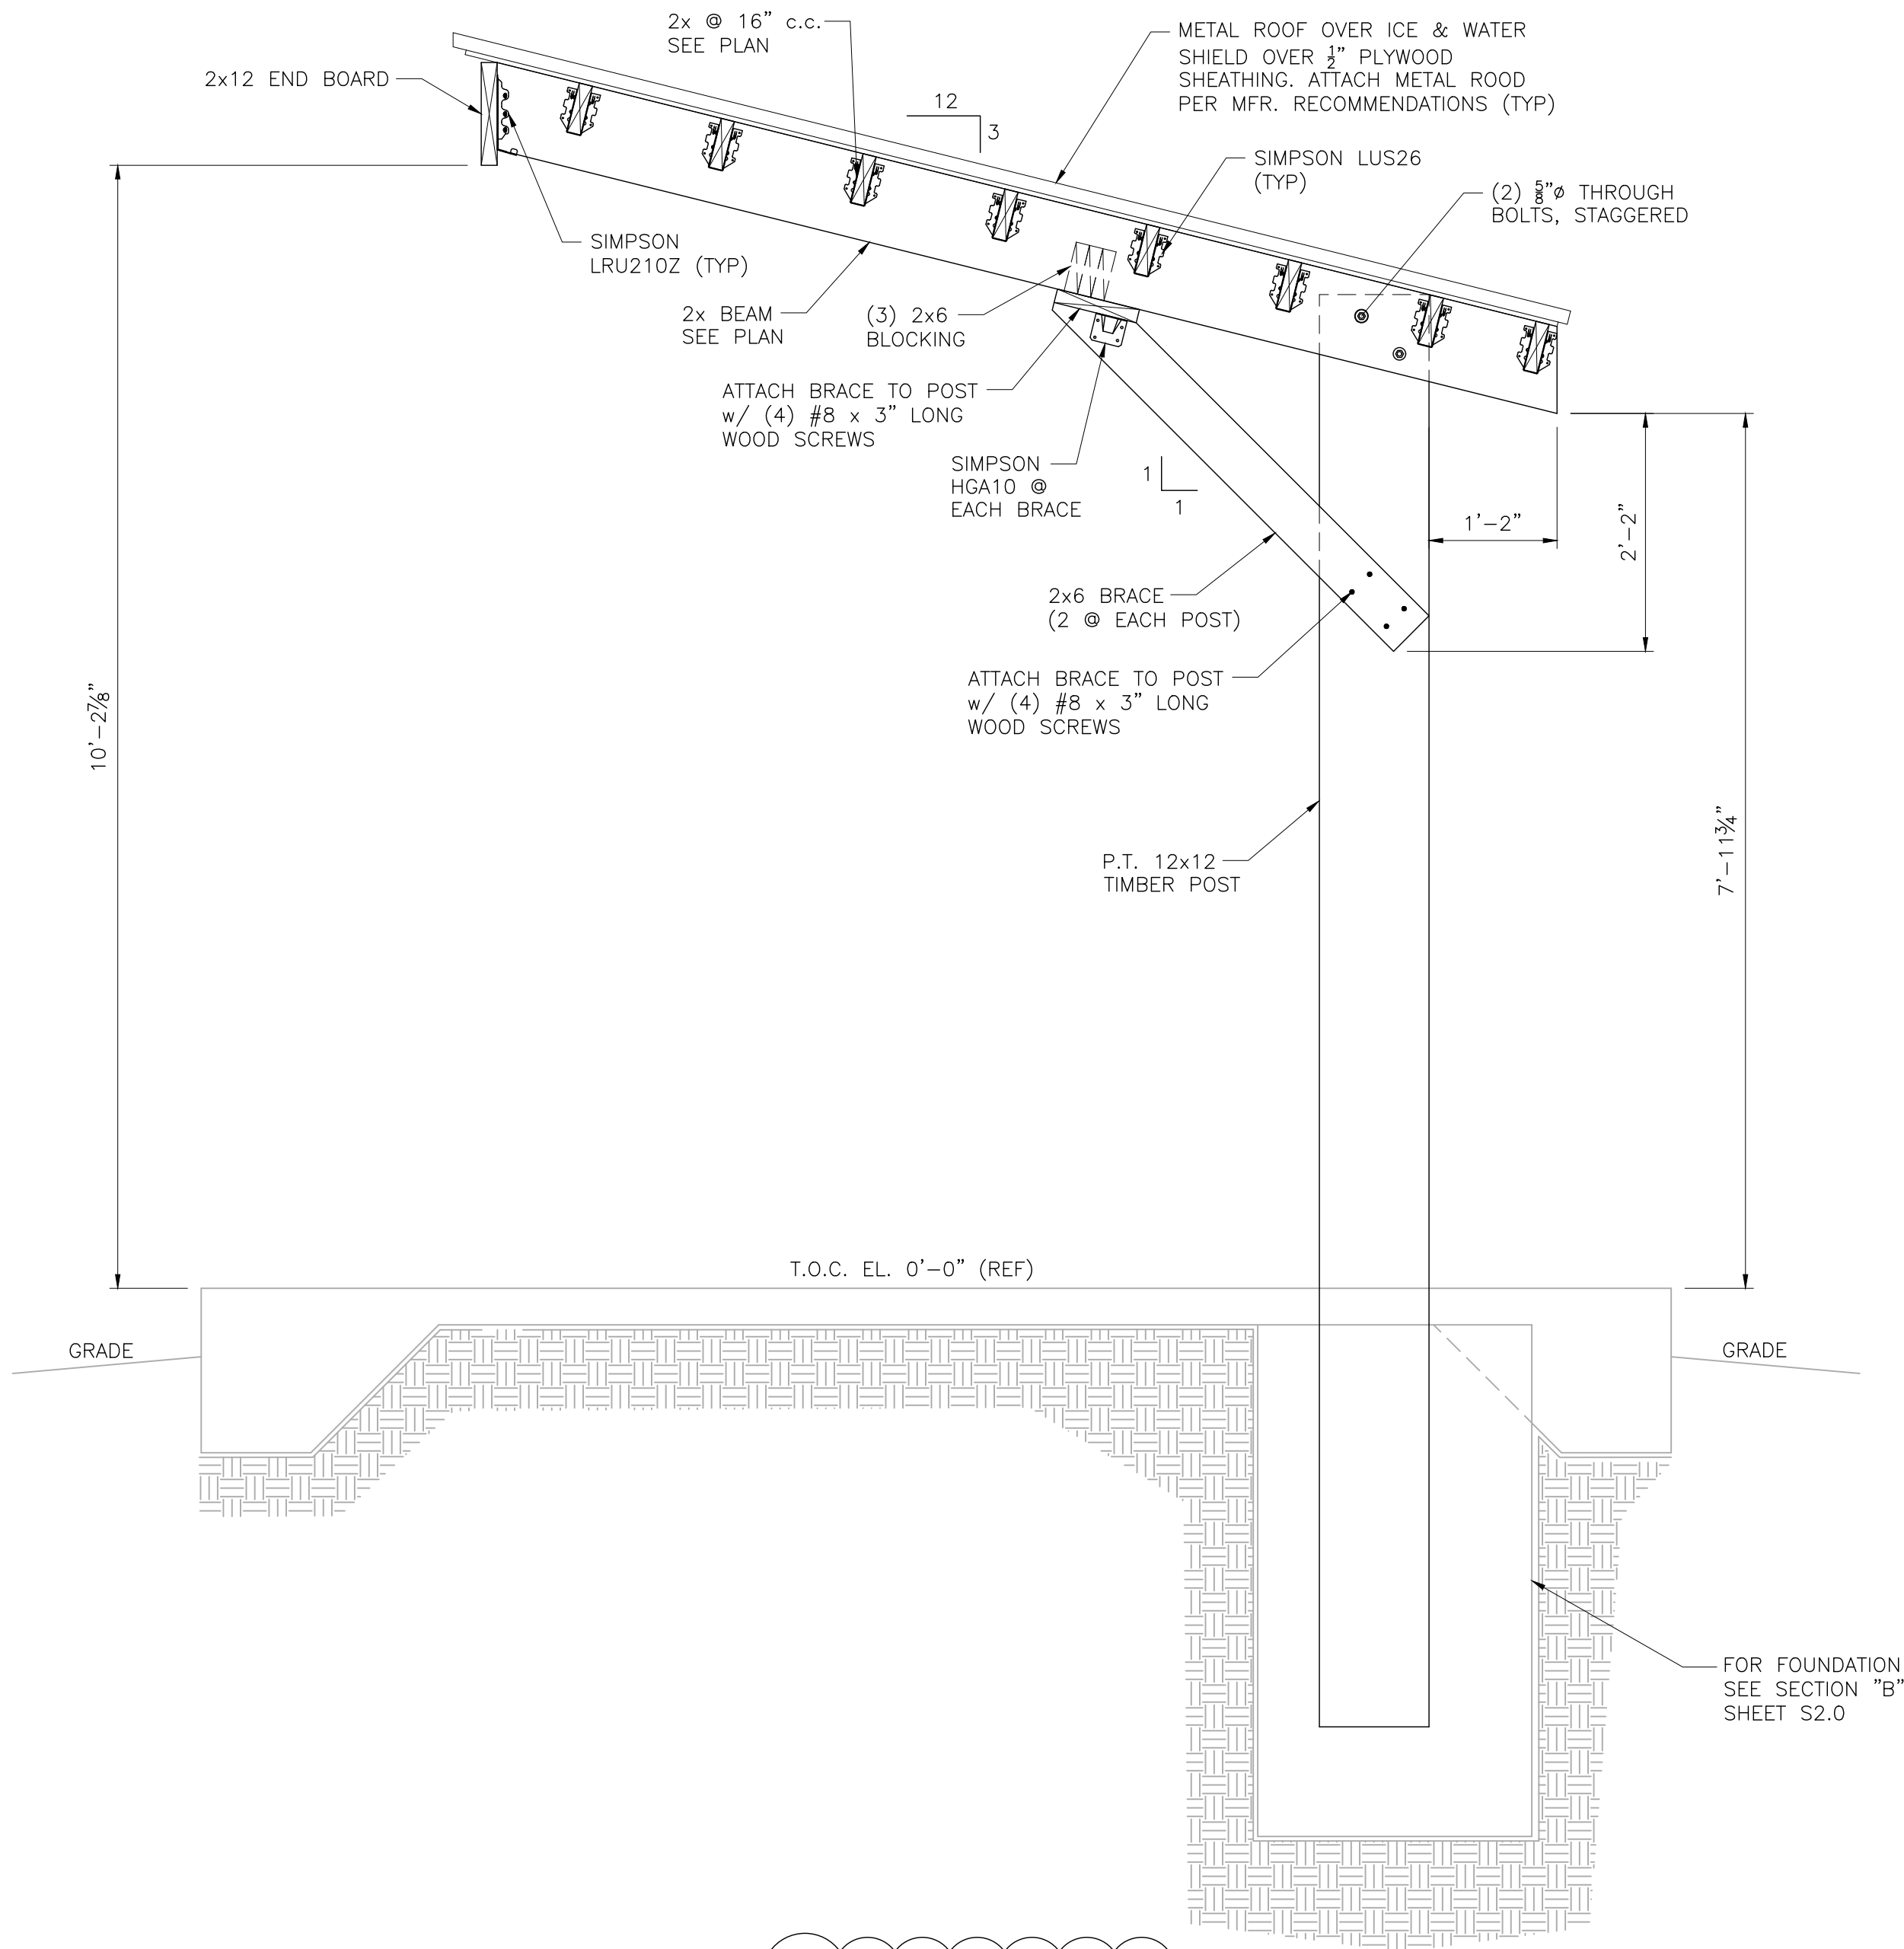 2x @ 16" c.c.
SEE PLAN
METAL ROOF OVER ICE & WATER
SHIELD OVER ½" PLYWOOD
SHEATHING. ATTACH METAL ROOD
PER MFR. RECOMMENDATIONS (TYP)
2x12 END BOARD
12
3
SIMPSON LUS26
(TYP)
(2) ⅝"ø THROUGH
BOLTS, STAGGERED
SIMPSON
LRU210Z (TYP)
2x BEAM
SEE PLAN
(3) 2x6
BLOCKING
ATTACH BRACE TO POST
w/ (4) #8 x 3" LONG
WOOD SCREWS
SIMPSON
HGA10 @
EACH BRACE
1
1
1'-2"
2'-2"
2x6 BRACE
(2 @ EACH POST)
ATTACH BRACE TO POST
w/ (4) #8 x 3" LONG
WOOD SCREWS
10'-2⅞"
7'-11¾"
P.T. 12x12
TIMBER POST
T.O.C. EL. 0'-0" (REF)
GRADE
GRADE
FOR FOUNDATION
SEE SECTION "B"
SHEET S2.0